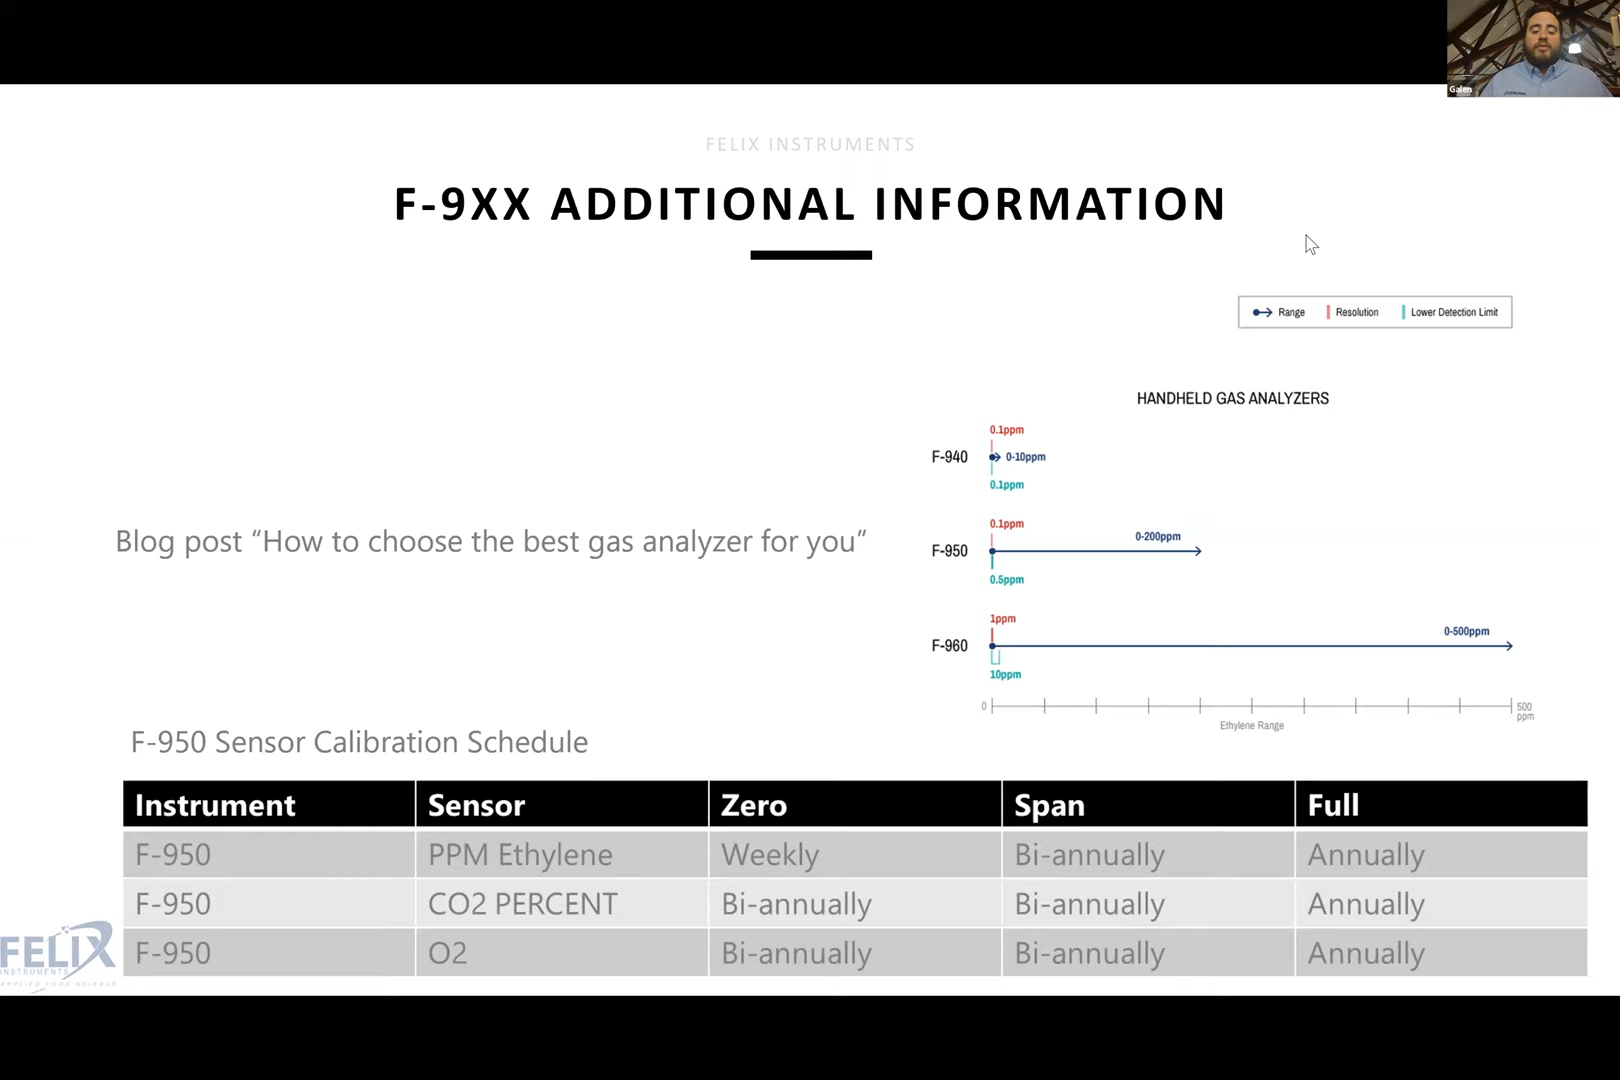 Galen
FELIX INSTRUMENTS
F-9XX ADDITIONAL INFORMATION
Range Resolution Lower Detection Limit
HANDHELD GAS ANALYZERS
0.1ppm
F-940 0-10ppm
0.1ppm
0.1ppm
F-950 0-200ppm
0.5ppm
1ppm
F-960 0-500ppm
10ppm
0 500 ppm
Ethylene Range
Blog post “How to choose the best gas analyzer for you”
F-950 Sensor Calibration Schedule
Instrument Sensor Zero Span Full
F-950 PPM Ethylene Weekly Bi-annually Annually
F-950 CO2 PERCENT Bi-annually Bi-annually Annually
F-950 O2 Bi-annually Bi-annually Annually
FELIX
INSTRUMENTS
APPLIED FOOD SCIENCE